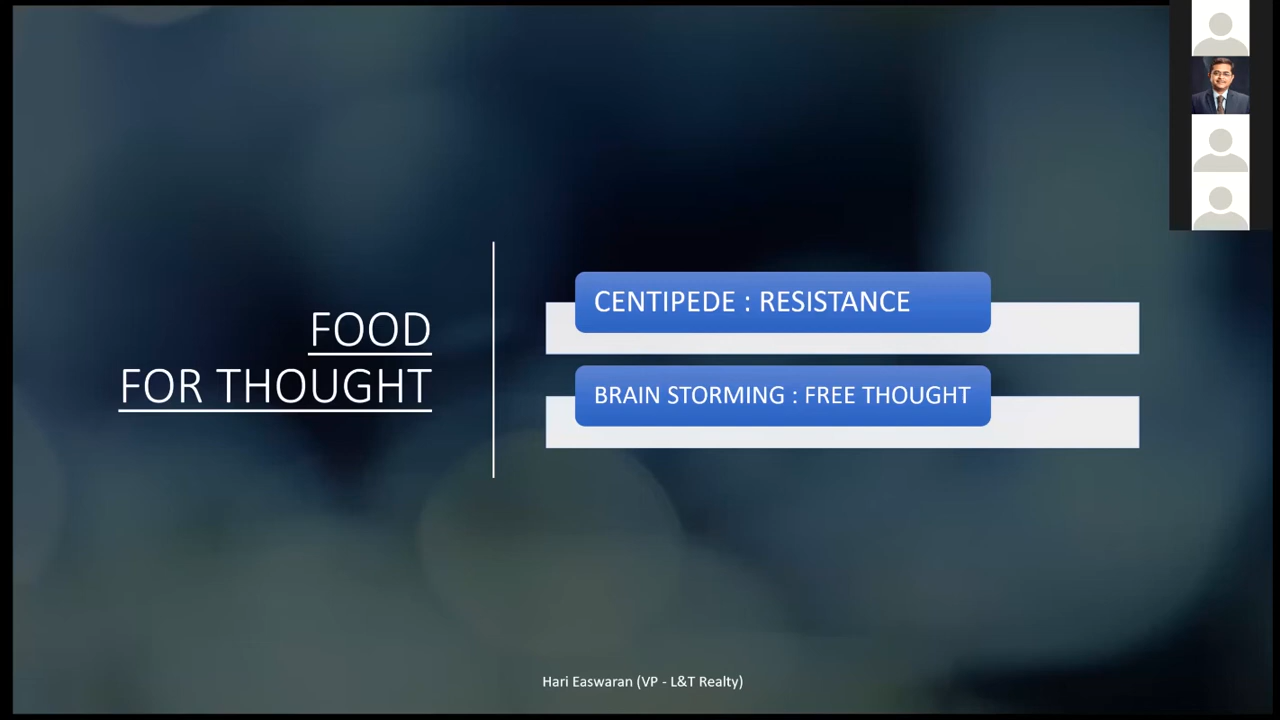 FOOD
FOR THOUGHT
CENTIPEDE : RESISTANCE
BRAIN STORMING : FREE THOUGHT
Hari Easwaran (VP - L&T Realty)